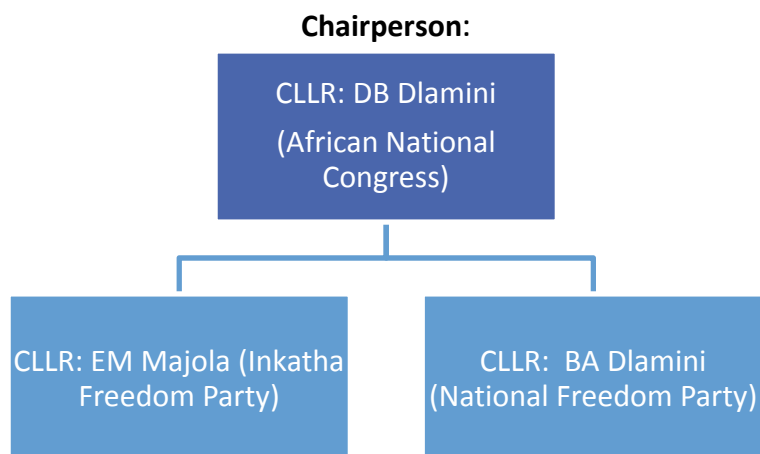 Chairperson:
CLLR: DB Dlamini
(African National
Congress)
CLLR: EM Majola (Inkatha
Freedom Party)
CLLR:  BA Dlamini
(National Freedom Party)